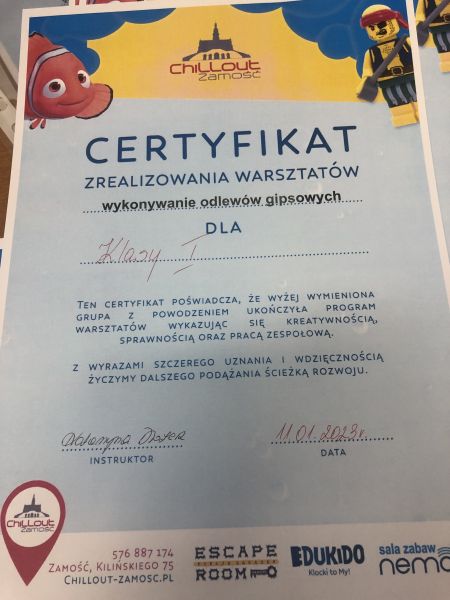 Chillout
Zamość
CERTYFIKAT
ZREALIZOWANIA WARSZTATÓW
wykonywanie odlewów gipsowych
DLA
Klasy I
TEN CERTYFIKAT POŚWIADCZA, ŻE WYŻEJ WYMIENIONA
GRUPA Z POWODZENIEM UKOŃCZYŁA PROGRAM
WARSZTATÓW WYKAZUJĄC SIĘ KREATYWNOŚCIĄ,
SPRAWNOŚCIĄ ORAZ PRACĄ ZESPOŁOWĄ.
Z WYRAZAMI SZCZEREGO UZNANIA I WDZIĘCZNOŚCIĄ
ŻYCZYMY DALSZEGO PODĄŻANIA ŚCIEŻKĄ ROZWOJU.
11.01.2023r.
INSTRUKTOR
DATA
Chillout
Zamość
576 887 174
ZAMOŚĆ, KILIŃSKIEGO 75
CHILLOUT-ZAMOSC.PL
ESCAPE
ROOM
EDUKIDO
Klocki to My!
sala zabaw
nemo